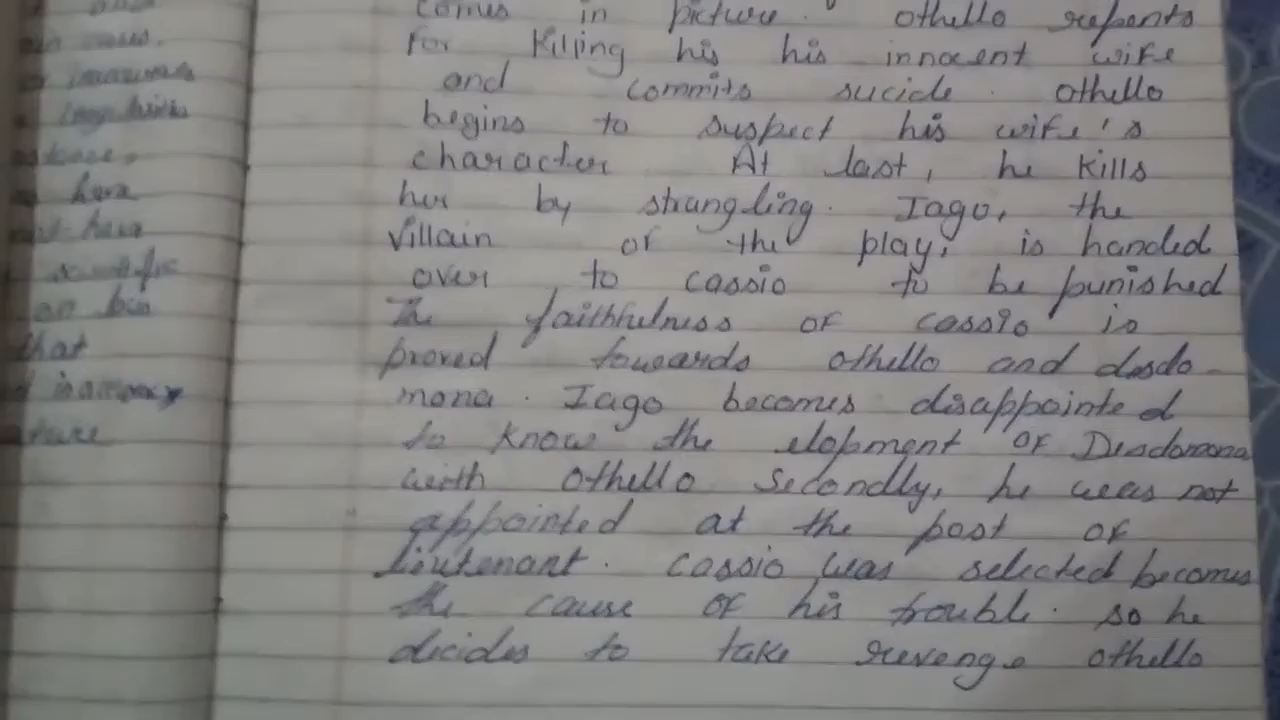 comes in picture. Othello repents
for killing his his innocent wife
and commits sucide. Othello
begins to suspect his wife's
character At last, he kills
her by strangling. Iago, the
villain of the play, is handed
over to cassio to be punished
The faithfulness of cassio is
proved towards othello and desdo-
mona. Iago becomes disappointed
to know the elopment of Desdomona
with Othello Secondly, he was not
appointed at the post of
lieutenant. Cassio was selected becomes
the cause of his trouble. so he
decides to take revenge othello
hero
that